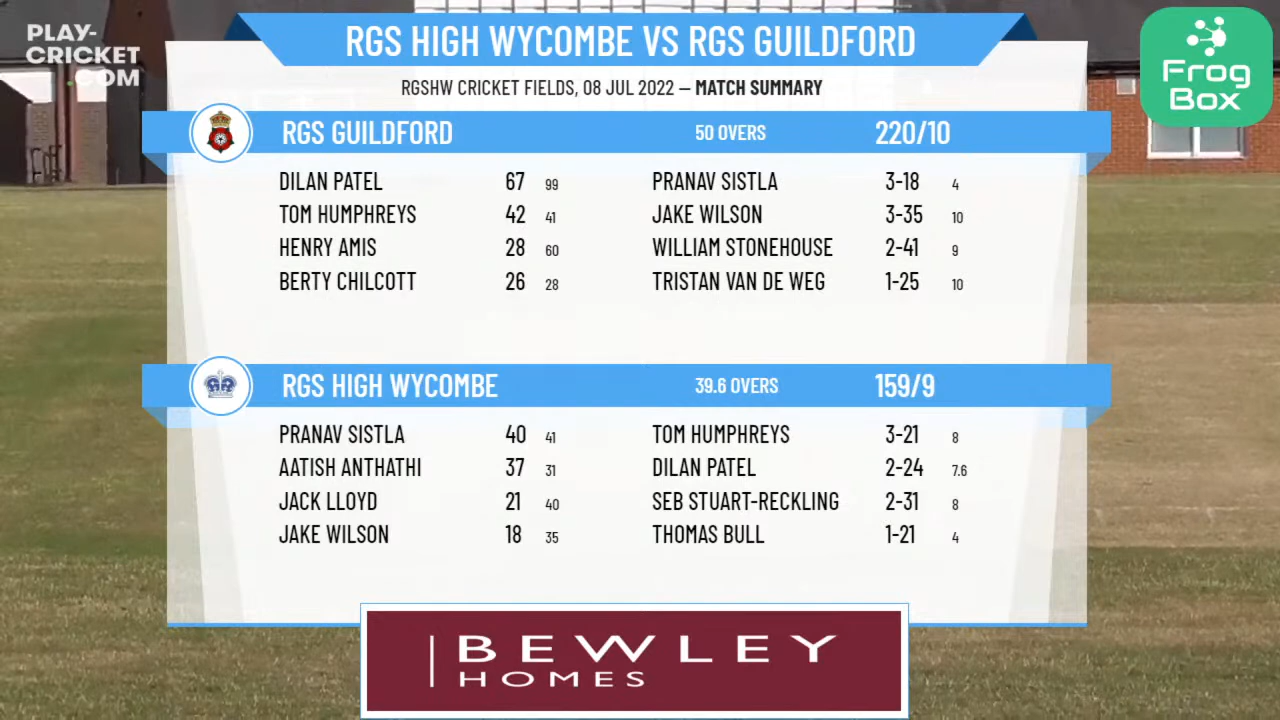 PLAY-
CRICKET
.COM
RGS HIGH WYCOMBE VS RGS GUILDFORD
Frog
Box
RGSHW CRICKET FIELDS, 08 JUL 2022 – MATCH SUMMARY
RGS GUILDFORD 50 OVERS 220/10
DILAN PATEL 67 99 PRANAV SISTLA 3-18 4
TOM HUMPHREYS 42 41 JAKE WILSON 3-35 10
HENRY AMIS 28 60 WILLIAM STONEHOUSE 2-41 9
BERTY CHILCOTT 26 28 TRISTAN VAN DE WEG 1-25 10
RGS HIGH WYCOMBE 39.6 OVERS 159/9
PRANAV SISTLA 40 41 TOM HUMPHREYS 3-21 8
AATISH ANTHATHI 37 31 DILAN PATEL 2-24 7.6
JACK LLOYD 21 40 SEB STUART-RECKLING 2-31 8
JAKE WILSON 18 35 THOMAS BULL 1-21 4
BEWLEY
HOMES